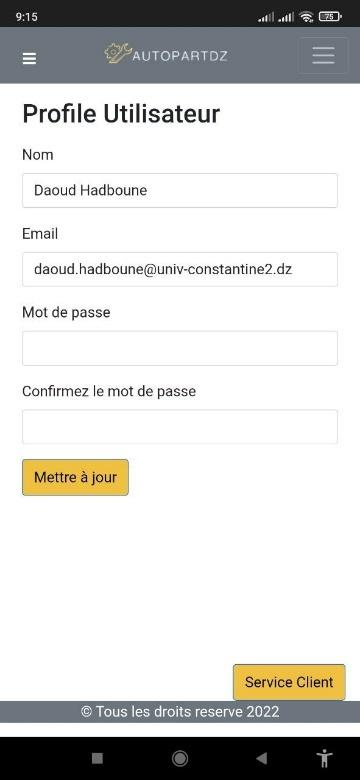 9:15
75
AUTOPARTDZ
Profile Utilisateur
Nom
Daoud Hadboune
Email
daoud.hadboune@univ-constantine2.dz
Mot de passe
Confirmez le mot de passe
Mettre à jour
Service Client
© Tous les droits reserve 2022